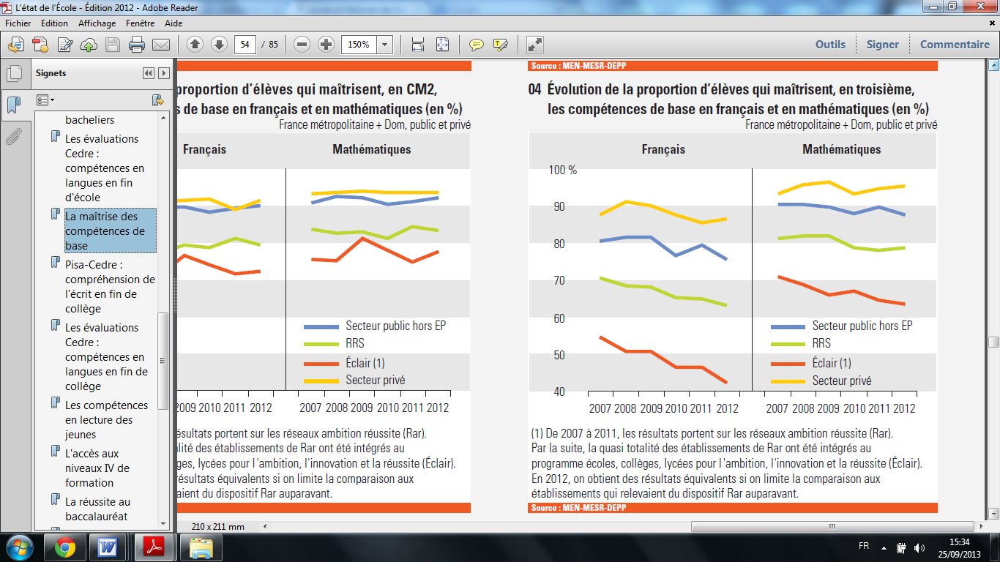 L'état de l'École - Édition 2012 - Adobe Reader
Fichier Edition Affichage Fenêtre Aide
54 / 85 150% Outils Signer Commentaire
Signets
bacheliers
Les évaluations
Cedre :
compétences en
langues en fin
d'école
La maîtrise des
compétences de
base
Pisa-Cedre :
compréhension de
l'écrit en fin de
collège
Les évaluations
Cedre :
compétences en
langues en fin de
collège
Les compétences
en lecture des
jeunes
L'accès aux
niveaux IV de
formation
La réussite au
baccalauréat
proportion d'élèves qui maîtrisent, en CM2,
s de base en français et en mathématiques (en %)
France métropolitaine + Dom, public et privé
Français Mathématiques
Secteur public hors EP
RRS
Éclair (1)
Secteur privé
2009 2010 2011 2012 2007 2008 2009 2010 2011 2012
résultats portent sur les réseaux ambition réussite (Rar).
alité des établissements de Rar ont été intégrés au
ges, lycées pour l'ambition, l'innovation et la réussite (Éclair).
résultats équivalents si on limite la comparaison aux
aient du dispositif Rar auparavant.
Source : MEN-MESR-DEPP
04 Évolution de la proportion d'élèves qui maîtrisent, en troisième,
les compétences de base en français et en mathématiques (en %)
France métropolitaine + Dom, public et privé
Français Mathématiques
100 %
90
80
70
60
50
40
Secteur public hors EP
RRS
Éclair (1)
Secteur privé
2007 2008 2009 2010 2011 2012 2007 2008 2009 2010 2011 2012
(1) De 2007 à 2011, les résultats portent sur les réseaux ambition réussite (Rar).
Par la suite, la quasi totalité des établissements de Rar ont été intégrés au
programme écoles, collèges, lycées pour l'ambition, l'innovation et la réussite (Éclair).
En 2012, on obtient des résultats équivalents si on limite la comparaison aux
établissements qui relevaient du dispositif Rar auparavant.
Source : MEN-MESR-DEPP
210 x 211 mm
FR
15:34
25/09/2013